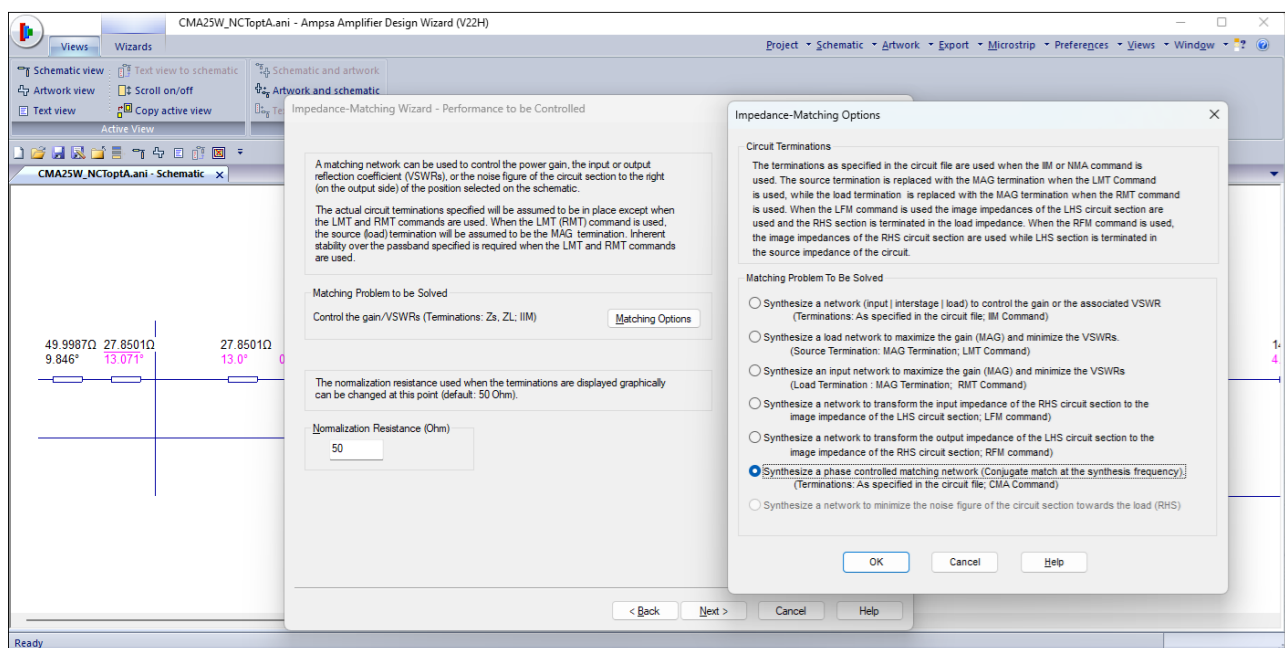 CMA25W_NCToptA.ani - Ampsa Amplifier Design Wizard (V22H)
Views Wizards
Project Schematic Artwork Export Microstrip Preferences Views Window
Schematic view Text view to schematic Schematic and artwork
Artwork view Scroll on/off Artwork and schematic
Text view Copy active view
Active View
CMA25W_NCToptA.ani - Schematic x
49.9987Ω 27.8501Ω 27.8501Ω
9.846° 13.071° 13.0°
Impedance-Matching Wizard - Performance to be Controlled
A matching network can be used to control the power gain, the input or output
reflection coefficient (VSWRs), or the noise figure of the circuit section to the right
(on the output side) of the position selected on the schematic.
The actual circuit terminations specified will be assumed to be in place except when
the LMT and RMT commands are used. When the LMT (RMT) command is used,
the source (load) termination will be assumed to be the MAG termination. Inherent
stability over the passband specified is required when the LMT and RMT commands
are used.
Matching Problem to be Solved
Control the gain/VSWRs (Teminations: Zs, ZL; IIM) Matching Options
The normalization resistance used when the terminations are displayed graphically
can be changed at this point (default: 50 Ohm).
Normalization Resistance (Ohm)
50
< Back Next > Cancel Help
Impedance-Matching Options
Circuit Terminations
The terminations as specified in the circuit file are used when the IIM or NMA command is
used. The source termination is replaced with the MAG termination when the LMT Command
is used, while the load termination is replaced with the MAG termination when the RMT command
is used. When the LFM command is used the image impedances of the LHS circuit section are
used and the RHS section is terminated in the load impedance. When the RFM command is used,
the image impedances of the RHS circuit section are used while LHS section is terminated in
the source impedance of the circuit.
Matching Problem To Be Solved
Synthesize a network (input | interstage | load) to control the gain or the associated VSWR
(Terminations: As specified in the circuit file; IIM Command)
Synthesize a load network to maximize the gain (MAG) and minimize the VSWRs.
(Source Termination: MAG Termination; LMT Command)
Synthesize an input network to maximize the gain (MAG) and minimize the VSWRs
(Load Termination : MAG Termination; RMT Command)
Synthesize a network to transform the input impedance of the RHS circuit section to the
image impedance of the LHS circuit section; LFM command)
Synthesize a network to transform the output impedance of the LHS circuit section to the
image impedance of the RHS circuit section; RFM command)
Synthesize a phase controlled matching network (Conjugate match at the synthesis frequency).
(Terminations: As specified in the circuit file; CMA Command)
Synthesize a network to minimize the noise figure of the circuit section towards the load (RHS)
OK Cancel Help
Ready